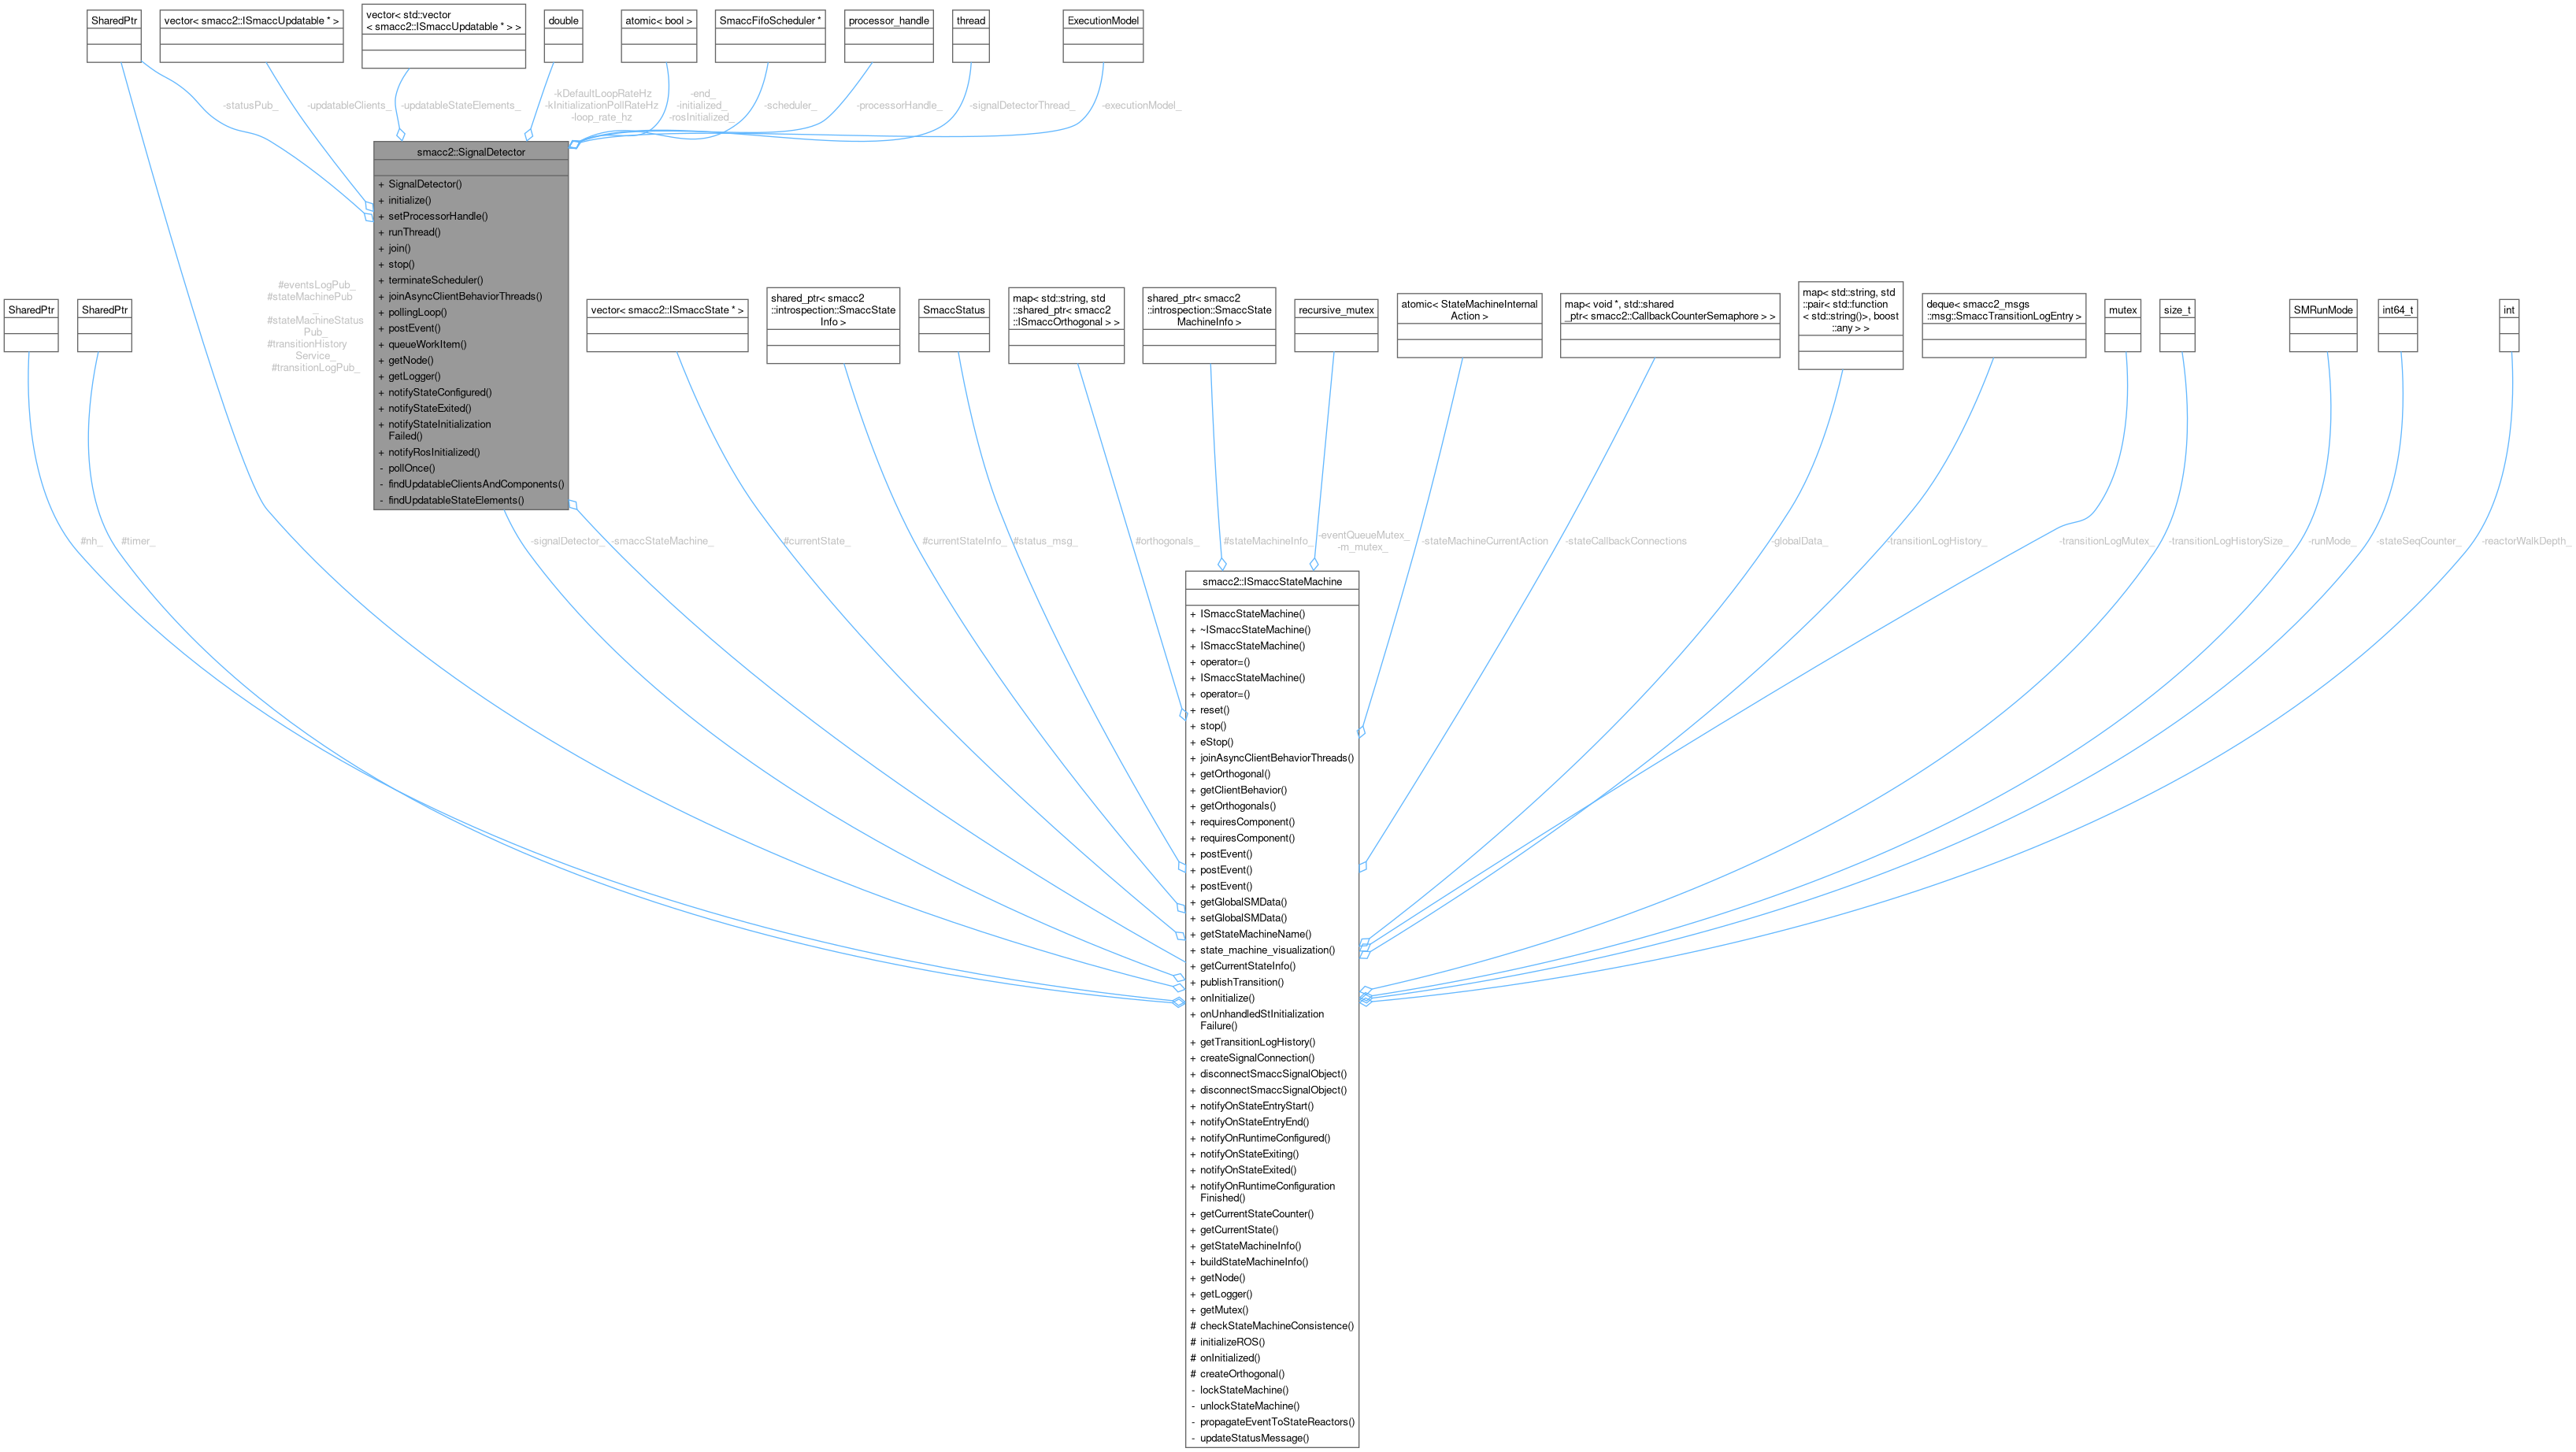 SharedPtr
vector< smacc2::ISmaccUpdatable * >
vector< std::vector
< smacc2::ISmaccUpdatable * > >
double
atomic< bool >
SmaccFifoScheduler *
processor_handle
thread
ExecutionModel
-statusPub_
-updatableClients_
-updatableStateElements_
-kDefaultLoopRateHz
-kInitializationPollRateHz
-loop_rate_hz
-end_
-initialized_
-rosInitialized_
-scheduler_
-processorHandle_
-signalDetectorThread_
-executionModel_
smacc2::SignalDetector
+ SignalDetector()
+ initialize()
+ setProcessorHandle()
+ runThread()
+ join()
+ stop()
+ terminateScheduler()
+ joinAsyncClientBehaviorThreads()
+ pollingLoop()
+ postEvent()
+ queueWorkItem()
+ getNode()
+ getLogger()
+ notifyStateConfigured()
+ notifyStateExited()
+ notifyStateInitialization
Failed()
+ notifyRosInitialized()
- pollOnce()
- findUpdatableClientsAndComponents()
- findUpdatableStateElements()
#eventsLogPub_
#stateMachinePub
_
#stateMachineStatus
Pub_
#transitionHistory
Service_
#transitionLogPub_
SharedPtr
SharedPtr
vector< smacc2::ISmaccState * >
shared_ptr< smacc2
::introspection::SmaccState
Info >
SmaccStatus
map< std::string, std
::shared_ptr< smacc2
::ISmaccOrthogonal > >
shared_ptr< smacc2
::introspection::SmaccState
MachineInfo >
recursive_mutex
atomic< StateMachineInternal
Action >
map< void *, std::shared
_ptr< smacc2::CallbackCounterSemaphore > >
map< std::string, std
::pair< std::function
< std::string()>, boost
::any > >
deque< smacc2_msgs
::msg::SmaccTransitionLogEntry >
mutex
size_t
SMRunMode
int64_t
int
#nh_
#timer_
-signalDetector_
-smaccStateMachine_
#currentState_
#currentStateInfo_
#status_msg_
#orthogonals_
#stateMachineInfo_
-eventQueueMutex_
-m_mutex_
-stateMachineCurrentAction
-stateCallbackConnections
-globalData_
-transitionLogHistory_
-transitionLogMutex_
-transitionLogHistorySize_
-runMode_
-stateSeqCounter_
-reactorWalkDepth_
smacc2::ISmaccStateMachine
+ ISmaccStateMachine()
+ ~ISmaccStateMachine()
+ ISmaccStateMachine()
+ operator=()
+ ISmaccStateMachine()
+ operator=()
+ reset()
+ stop()
+ eStop()
+ joinAsyncClientBehaviorThreads()
+ getOrthogonal()
+ getClientBehavior()
+ getOrthogonals()
+ requiresComponent()
+ requiresComponent()
+ postEvent()
+ postEvent()
+ postEvent()
+ getGlobalSMData()
+ setGlobalSMData()
+ getStateMachineName()
+ state_machine_visualization()
+ getCurrentStateInfo()
+ publishTransition()
+ onInitialize()
+ onUnhandledStInitialization
Failure()
+ getTransitionLogHistory()
+ createSignalConnection()
+ disconnectSmaccSignalObject()
+ disconnectSmaccSignalObject()
+ notifyOnStateEntryStart()
+ notifyOnStateEntryEnd()
+ notifyOnRuntimeConfigured()
+ notifyOnStateExiting()
+ notifyOnStateExited()
+ notifyOnRuntimeConfiguration
Finished()
+ getCurrentStateCounter()
+ getCurrentState()
+ getStateMachineInfo()
+ buildStateMachineInfo()
+ getNode()
+ getLogger()
+ getMutex()
# checkStateMachineConsistence()
# initializeROS()
# onInitialized()
# createOrthogonal()
- lockStateMachine()
- unlockStateMachine()
- propagateEventToStateReactors()
- updateStatusMessage()